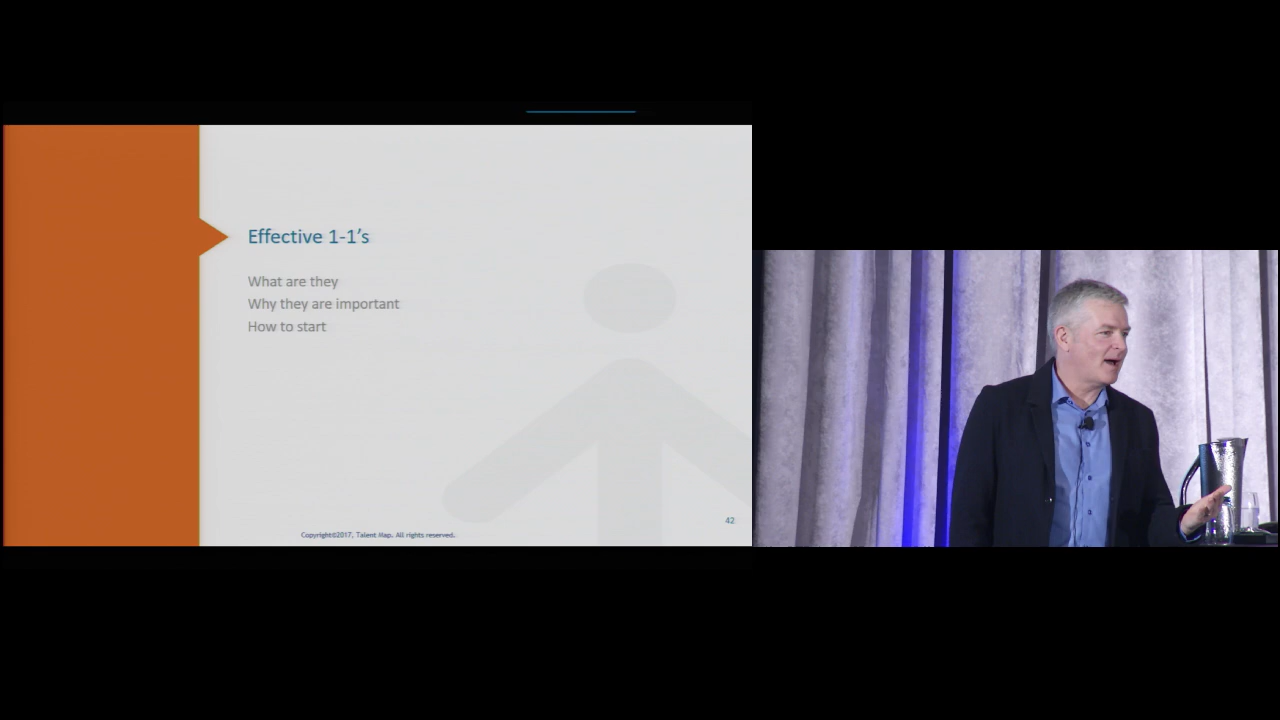 Effective 1-1’s
What are they
Why they are important
How to start
42
Copyright©2017, Talent Map. All rights reserved.